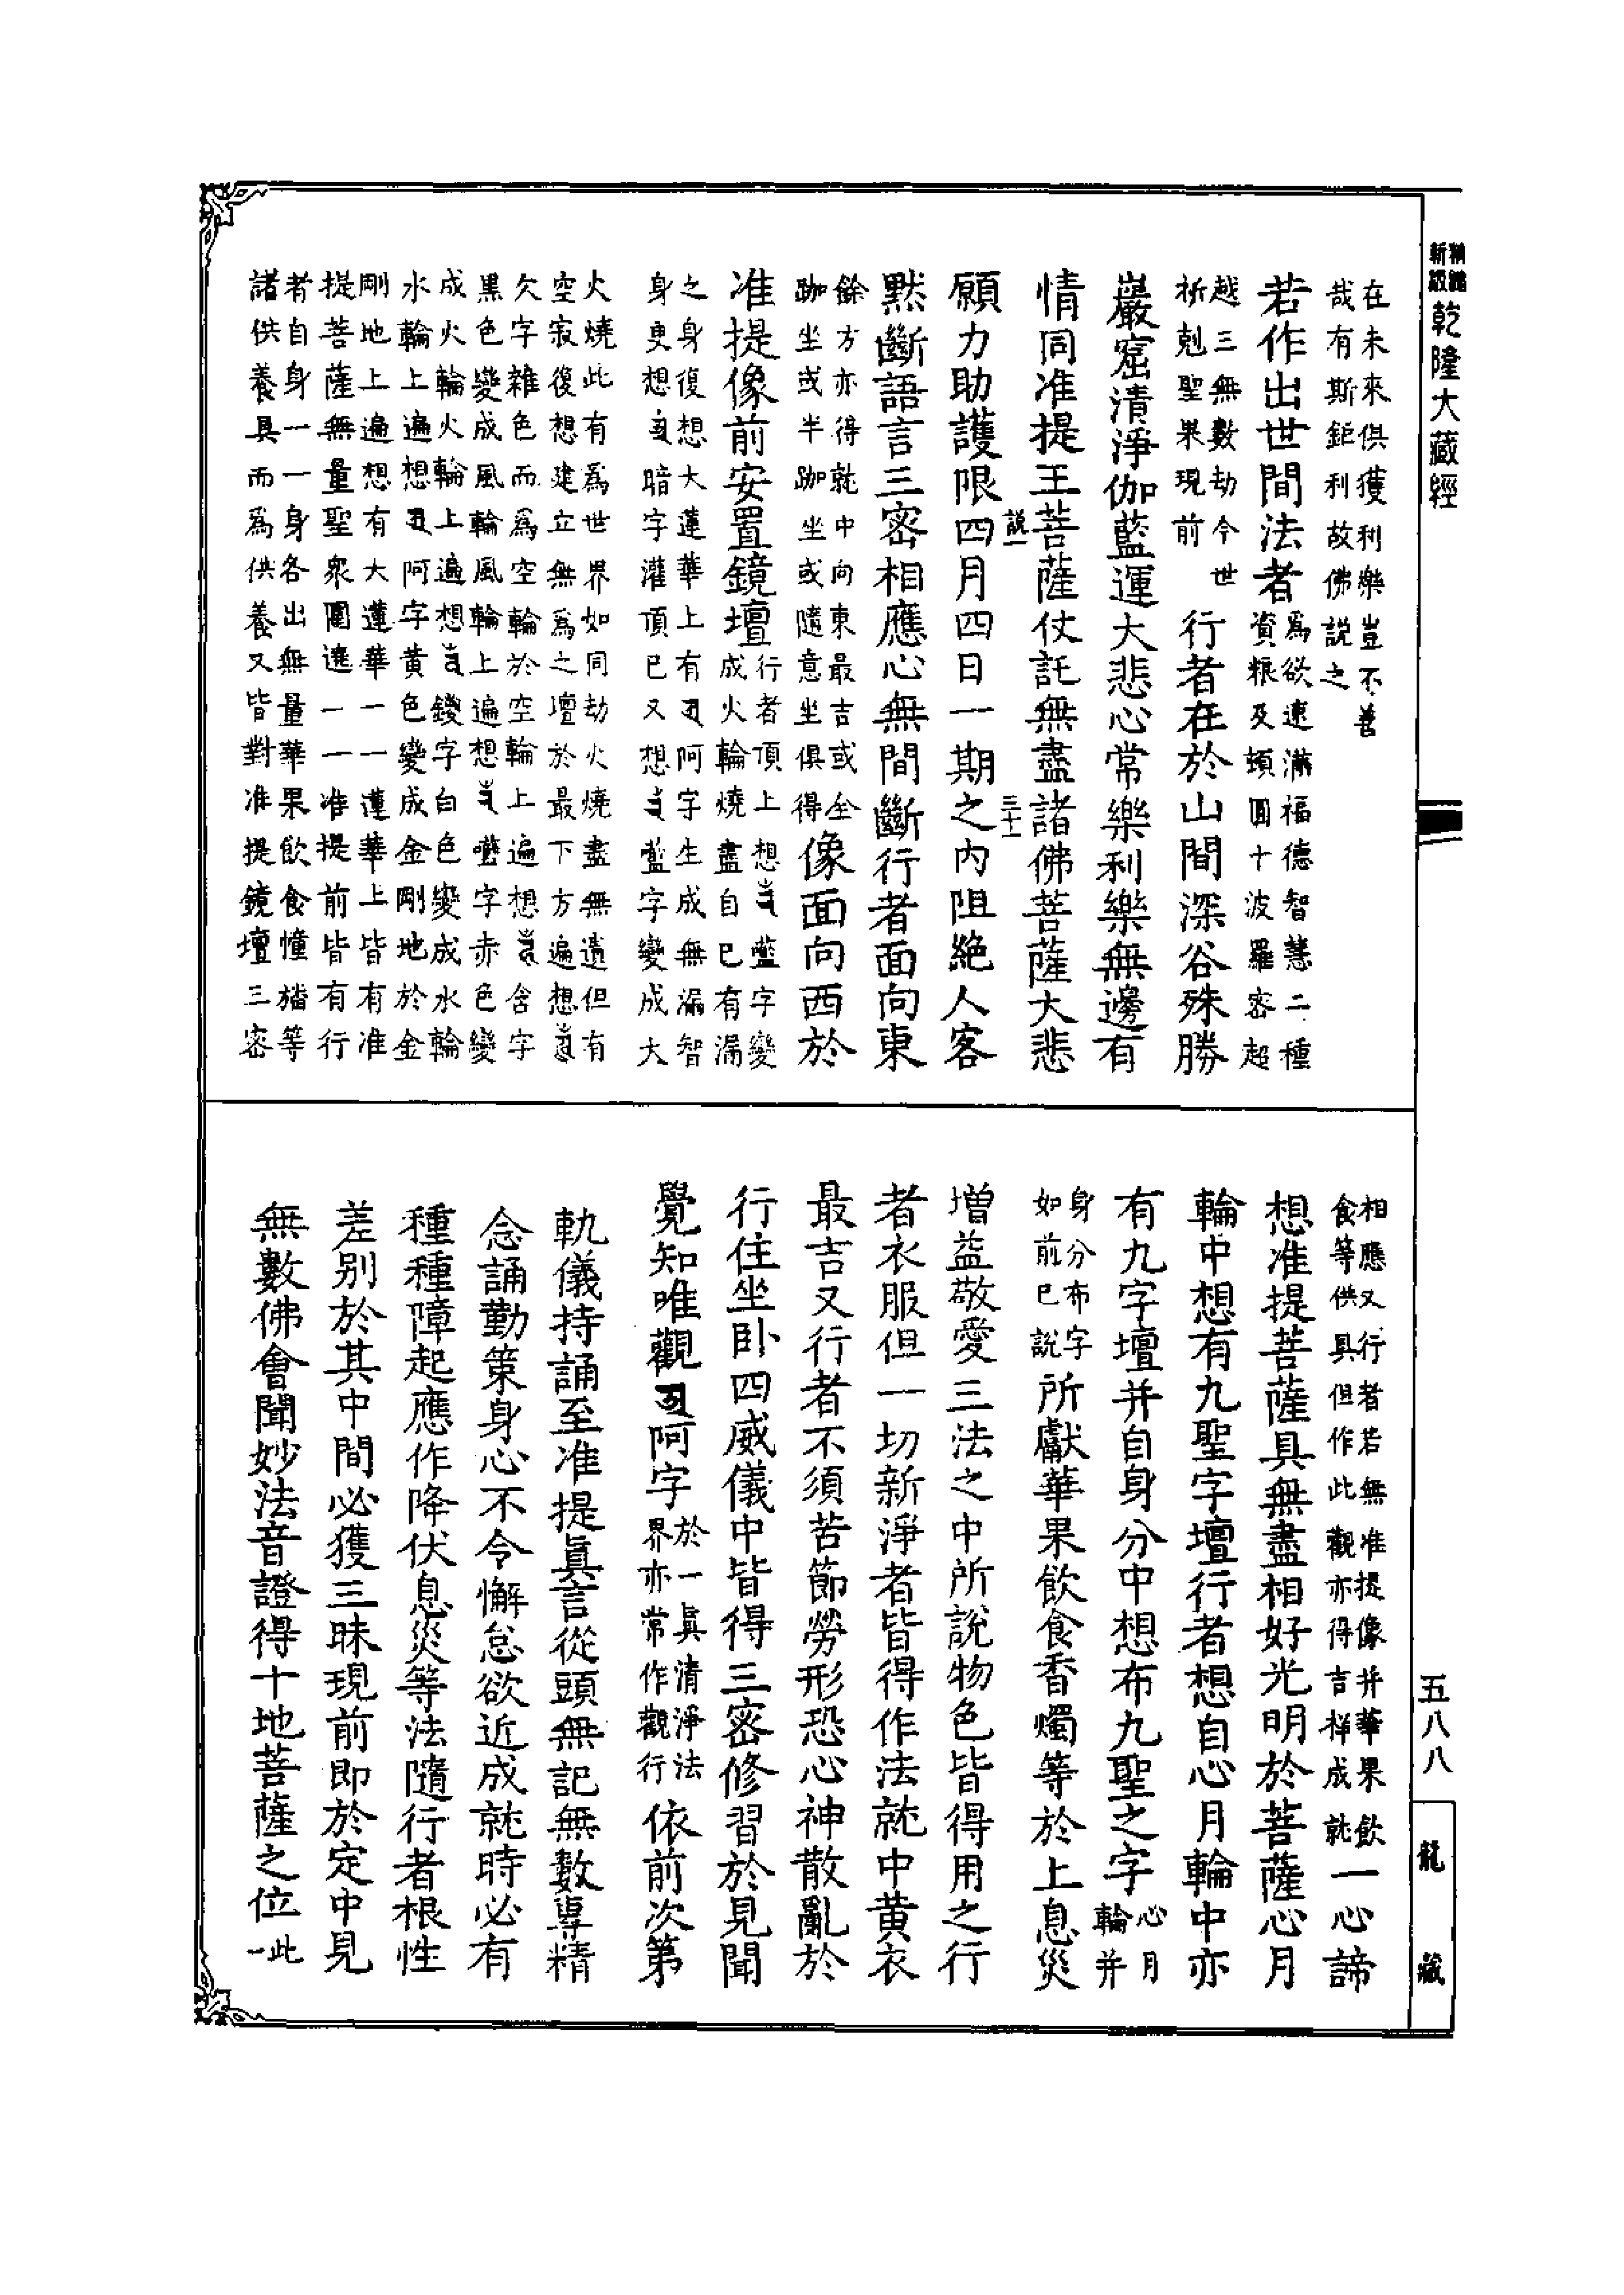 精縮
新版
乾隆大藏經
在未來俱獲利樂豈不善
哉有斯鉅利故佛説之
若作出世間法者
為欲速滿福德智慧二種
資粮及頓圓十波羅密超
越三無數劫今世
祈剋聖果現前
行者在於山間深谷殊勝
巖窟清淨伽藍運大悲心常樂利樂無邊有
情同准提王菩薩仗託無盡諸佛菩薩大悲
説一
願力助護限四月四日一期之內阻絶人客
默斷語言三密相應心無間斷行者面向東
餘方亦得就中向東最吉或全
跏坐或半跏坐或隨意坐俱得
像面向西於
准提像前安置鏡壇
行者頂上想藍字變
成火輪燒盡自已有漏
之身復想大蓮華上有阿字生成無漏智
身更想暗字灌頂已又想藍字變成大
火燒此有為世界如同劫火燒盡無遺但有
空寂復想建立無為之壇於最下方遍想
欠字雜色而為空輪於空輪上遍想含字
黑色變成風輪風輪上遍想囕字赤色變
成火輪火輪上遍想鑁字白色變成水輪
水輪上遍想阿字黄色變成金剛地於金
剛地上遍想有大蓮華一一蓮華上皆有准
提菩薩無量聖衆圍遶一一准提前皆有行
者自身一一身各出無量華果飲食幢旛等
諸供養具而為供養又皆對准提鏡壇三密
相應又行者若無准提像并華果飲
食等供具但作此觀亦得吉祥成就
一心諦
想准提菩薩具無盡相好光明於菩薩心月
輪中想有九聖字壇行者想自心月輪中亦
有九字壇并自身分中想布九聖之字
心月
輪并
身分布字
如前已説
所獻華果飲食香燭等於上息災
增益敬愛三法之中所説物色皆得用之行
者衣服但一切新淨者皆得作法就中黄衣
最吉又行者不須苦節勞形恐心神散亂於
行住坐卧四威儀中皆得三密修習於見聞
覺知唯觀阿字
於一眞清淨法
界亦常作觀行
依前次第
軌儀持誦至准提眞言從頭無記無數專精
念誦勤策身心不令懈怠欲近成就時必有
種種障起應作降伏息災等法隨行者根性
差别於其中間必獲三昧現前即於定中見
無數佛會聞妙法音證得十地菩薩之位
此
一
五八八
龍藏